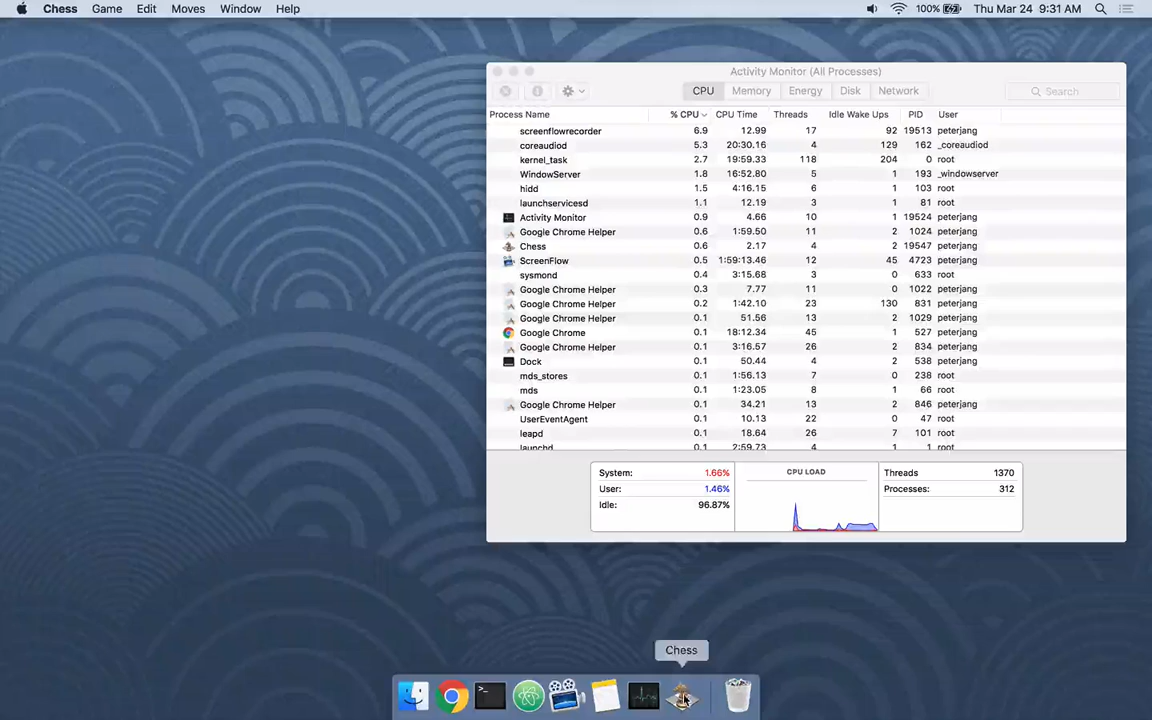 Chess Game Edit Moves Window Help 100% Thu Mar 24 9:31 AM
Activity Monitor (All Processes)
CPU Memory Energy Disk Network Search
Process Name % CPU CPU Time Threads Idle Wake Ups PID User
screenflowrecorder 6.9 12.99 17 92 19513 peterjang
coreaudiod 5.3 20:30.16 4 129 162 _coreaudiod
kernel_task 2.7 19:59.33 118 204 0 root
WindowServer 1.8 16:52.80 5 1 193 _windowserver
hidd 1.5 4:16.15 6 1 103 root
launchservicesd 1.1 12.19 3 1 81 root
Activity Monitor 0.9 4.66 10 1 19524 peterjang
Google Chrome Helper 0.6 1:59.50 11 2 1024 peterjang
Chess 0.6 2.17 4 2 19547 peterjang
ScreenFlow 0.5 1:59:13.46 12 45 4723 peterjang
sysmond 0.4 3:15.68 3 0 633 root
Google Chrome Helper 0.3 7.77 11 0 1022 peterjang
Google Chrome Helper 0.2 1:42.10 23 130 831 peterjang
Google Chrome Helper 0.1 51.56 13 2 1029 peterjang
Google Chrome 0.1 18:12.34 45 1 527 peterjang
Google Chrome Helper 0.1 3:16.57 26 2 834 peterjang
Dock 0.1 50.44 4 2 538 peterjang
mds_stores 0.1 1:56.13 7 0 238 root
mds 0.1 1:23.05 8 1 66 root
Google Chrome Helper 0.1 34.21 13 2 846 peterjang
UserEventAgent 0.1 10.13 22 0 47 root
leapd 0.1 18.64 26 7 101 root
launchd 0.1 2:59.73 4 1 1 root
System: 1.66% CPU LOAD Threads 1370
User: 1.46% Processes: 312
Idle: 96.87%
Chess